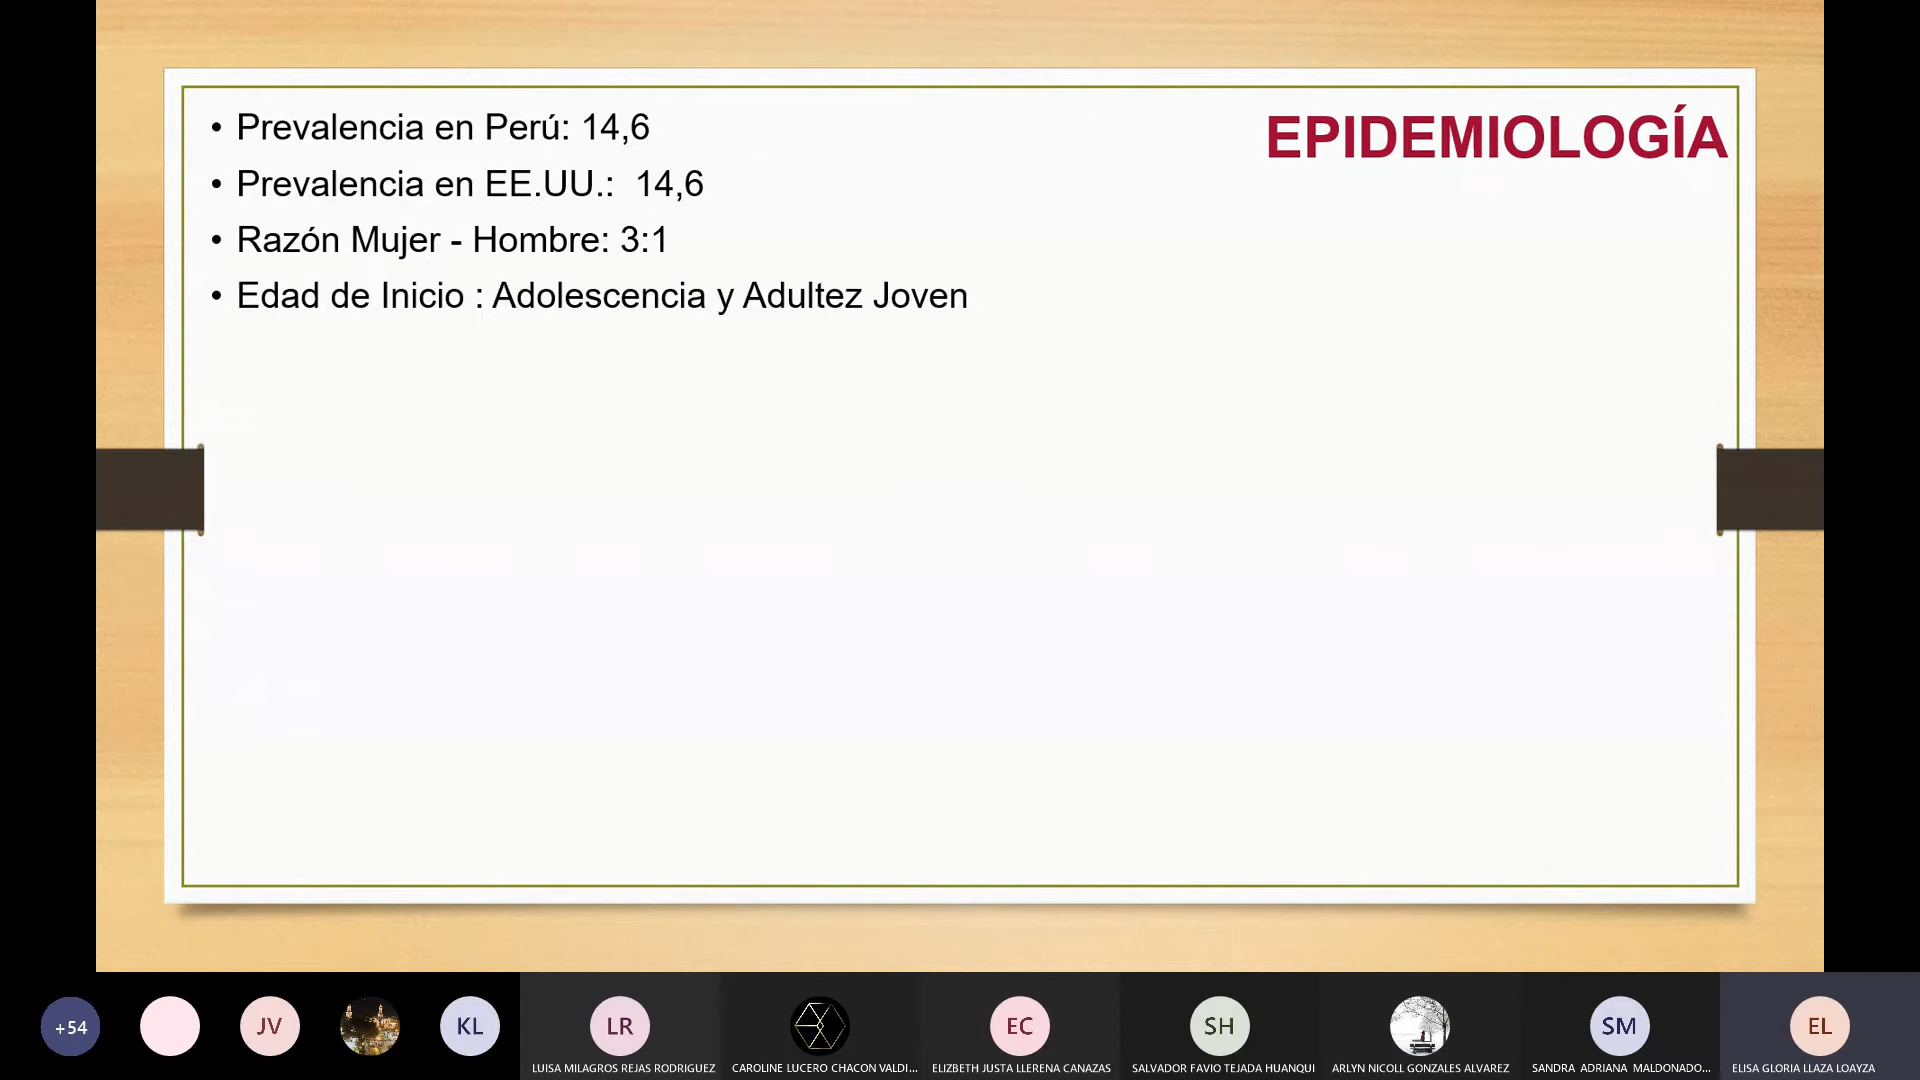 EPIDEMIOLOGÍA
• Prevalencia en Perú: 14,6
• Prevalencia en EE.UU.: 14,6
• Razón Mujer - Hombre: 3:1
• Edad de Inicio : Adolescencia y Adultez Joven
+54
JV
KL
LR
EC
SH
SM
EL
LUISA MILAGROS REJAS RODRIGUEZ
CAROLINE LUCERO CHACON VALDI...
ELIZBETH JUSTA LLERENA CANAZAS
SALVADOR FAVIO TEJADA HUANQUI
ARLYN NICOLL GONZALES ALVAREZ
SANDRA ADRIANA MALDONADO...
ELISA GLORIA LLAZA LOAYZA